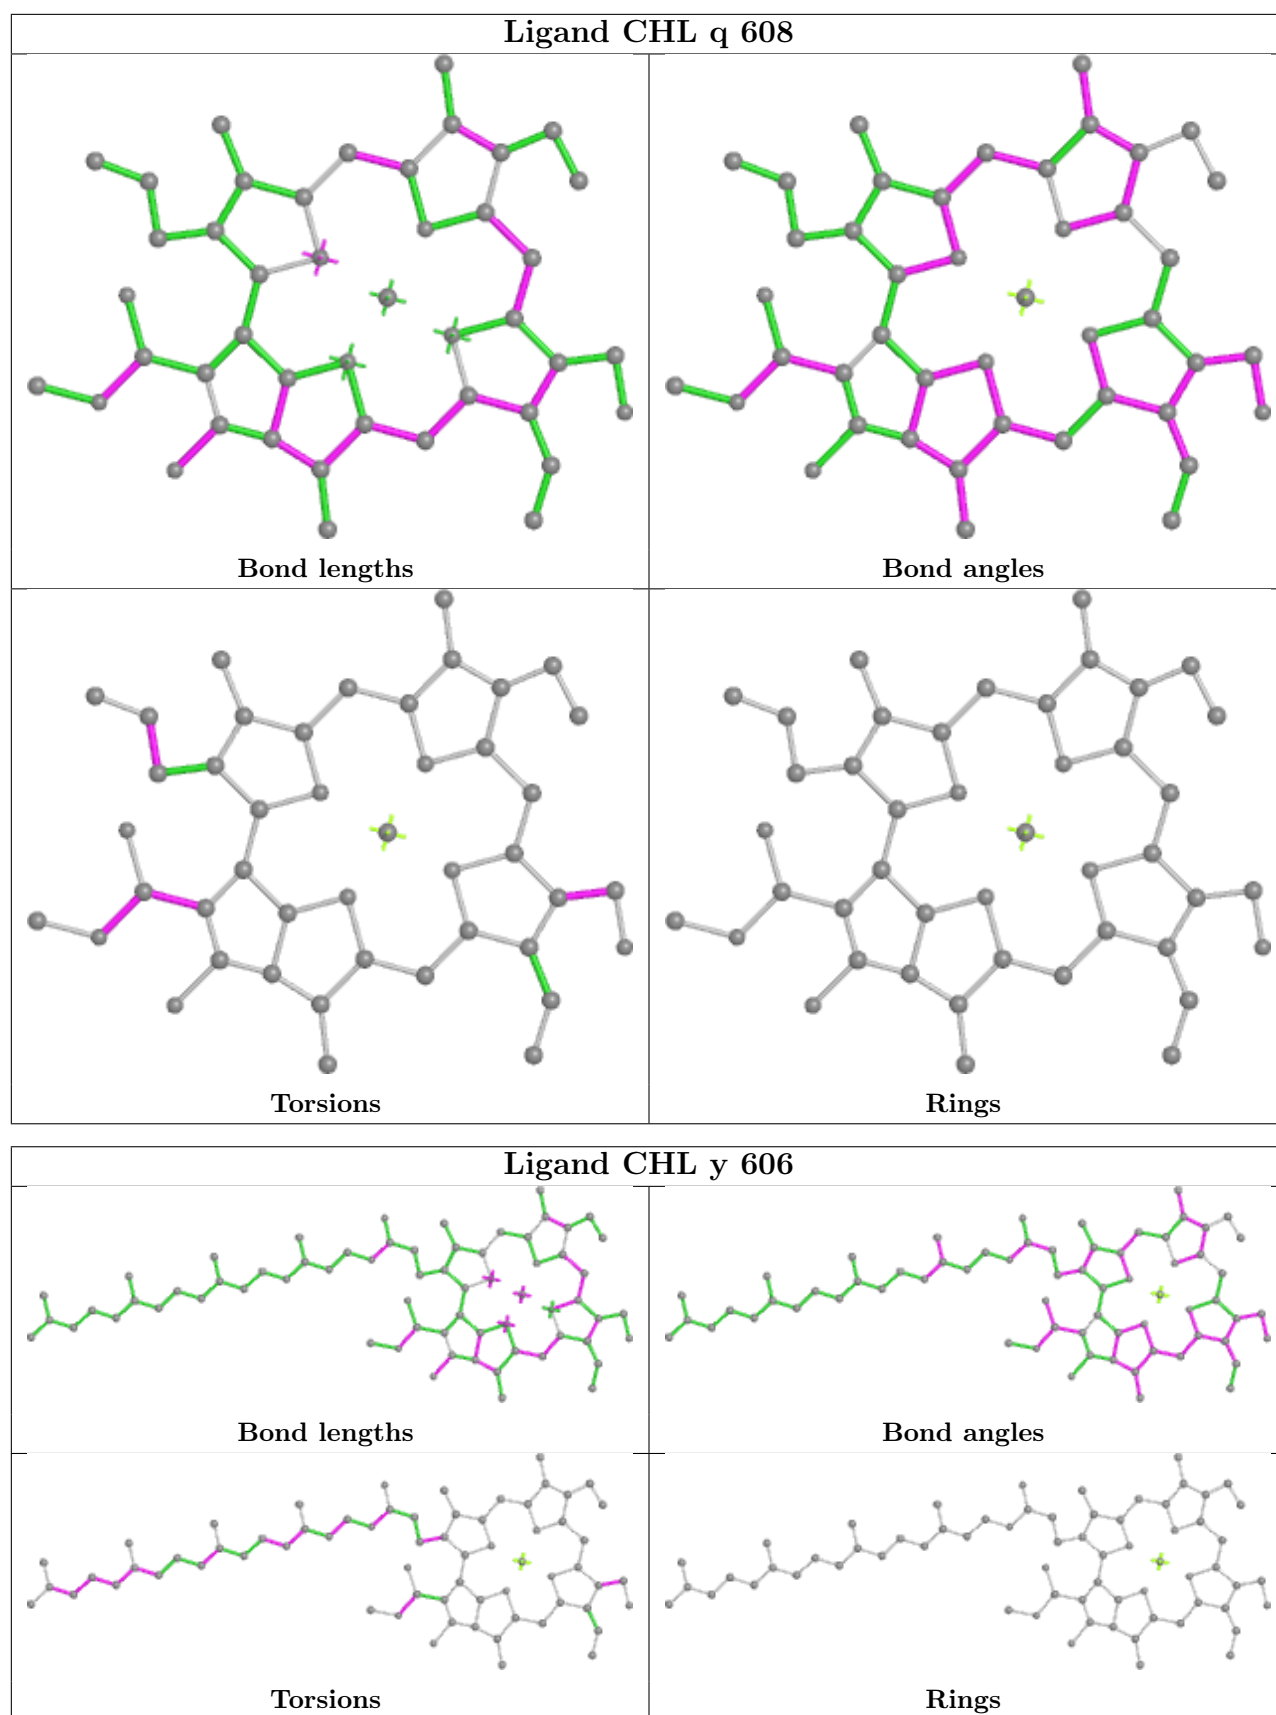 Ligand CHL q 608
Bond lengths
Bond angles
Torsions
Rings
Ligand CHL y 606
Bond lengths
Bond angles
Torsions
Rings